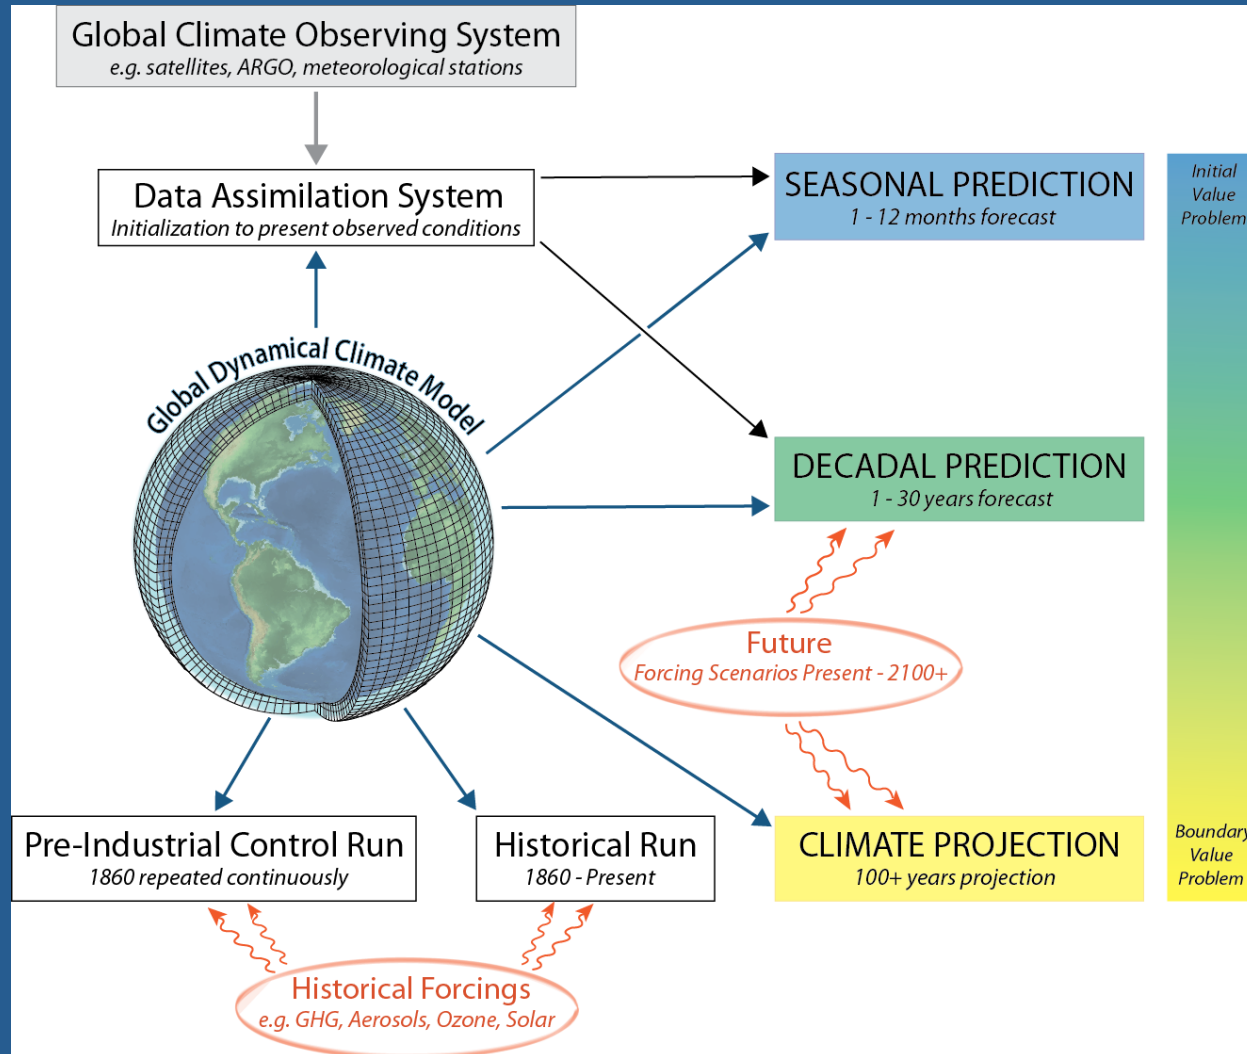 Global Climate Observing System
e.g. satellites, ARGO, meteorological stations
Data Assimilation System
Initialization to present observed conditions
SEASONAL PREDICTION
1 - 12 months forecast
Initial
Value
Problem
Global Dynamical Climate Model
DECADAL PREDICTION
1 - 30 years forecast
Future
Forcing Scenarios Present - 2100+
Pre-Industrial Control Run
1860 repeated continuously
Historical Run
1860 - Present
CLIMATE PROJECTION
100+ years projection
Boundary
Value
Problem
Historical Forcings
e.g. GHG, Aerosols, Ozone, Solar